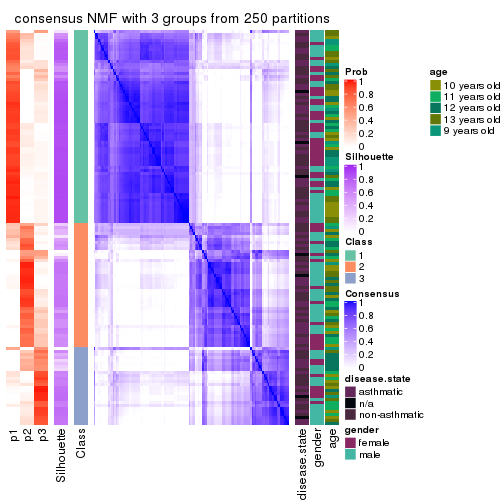 consensus NMF with 3 groups from 250 partitions
Prob
1
0.8
0.6
0.4
0.2
0
Silhouette
1
0.8
0.6
0.4
0.2
0
Class
1
2
3
Consensus
1
0.8
0.6
0.4
0.2
0
disease.state
asthmatic
n/a
non-asthmatic
gender
female
male
age
10 years old
11 years old
12 years old
13 years old
9 years old
p1
p2
p3
Silhouette
Class
disease.state
gender
age